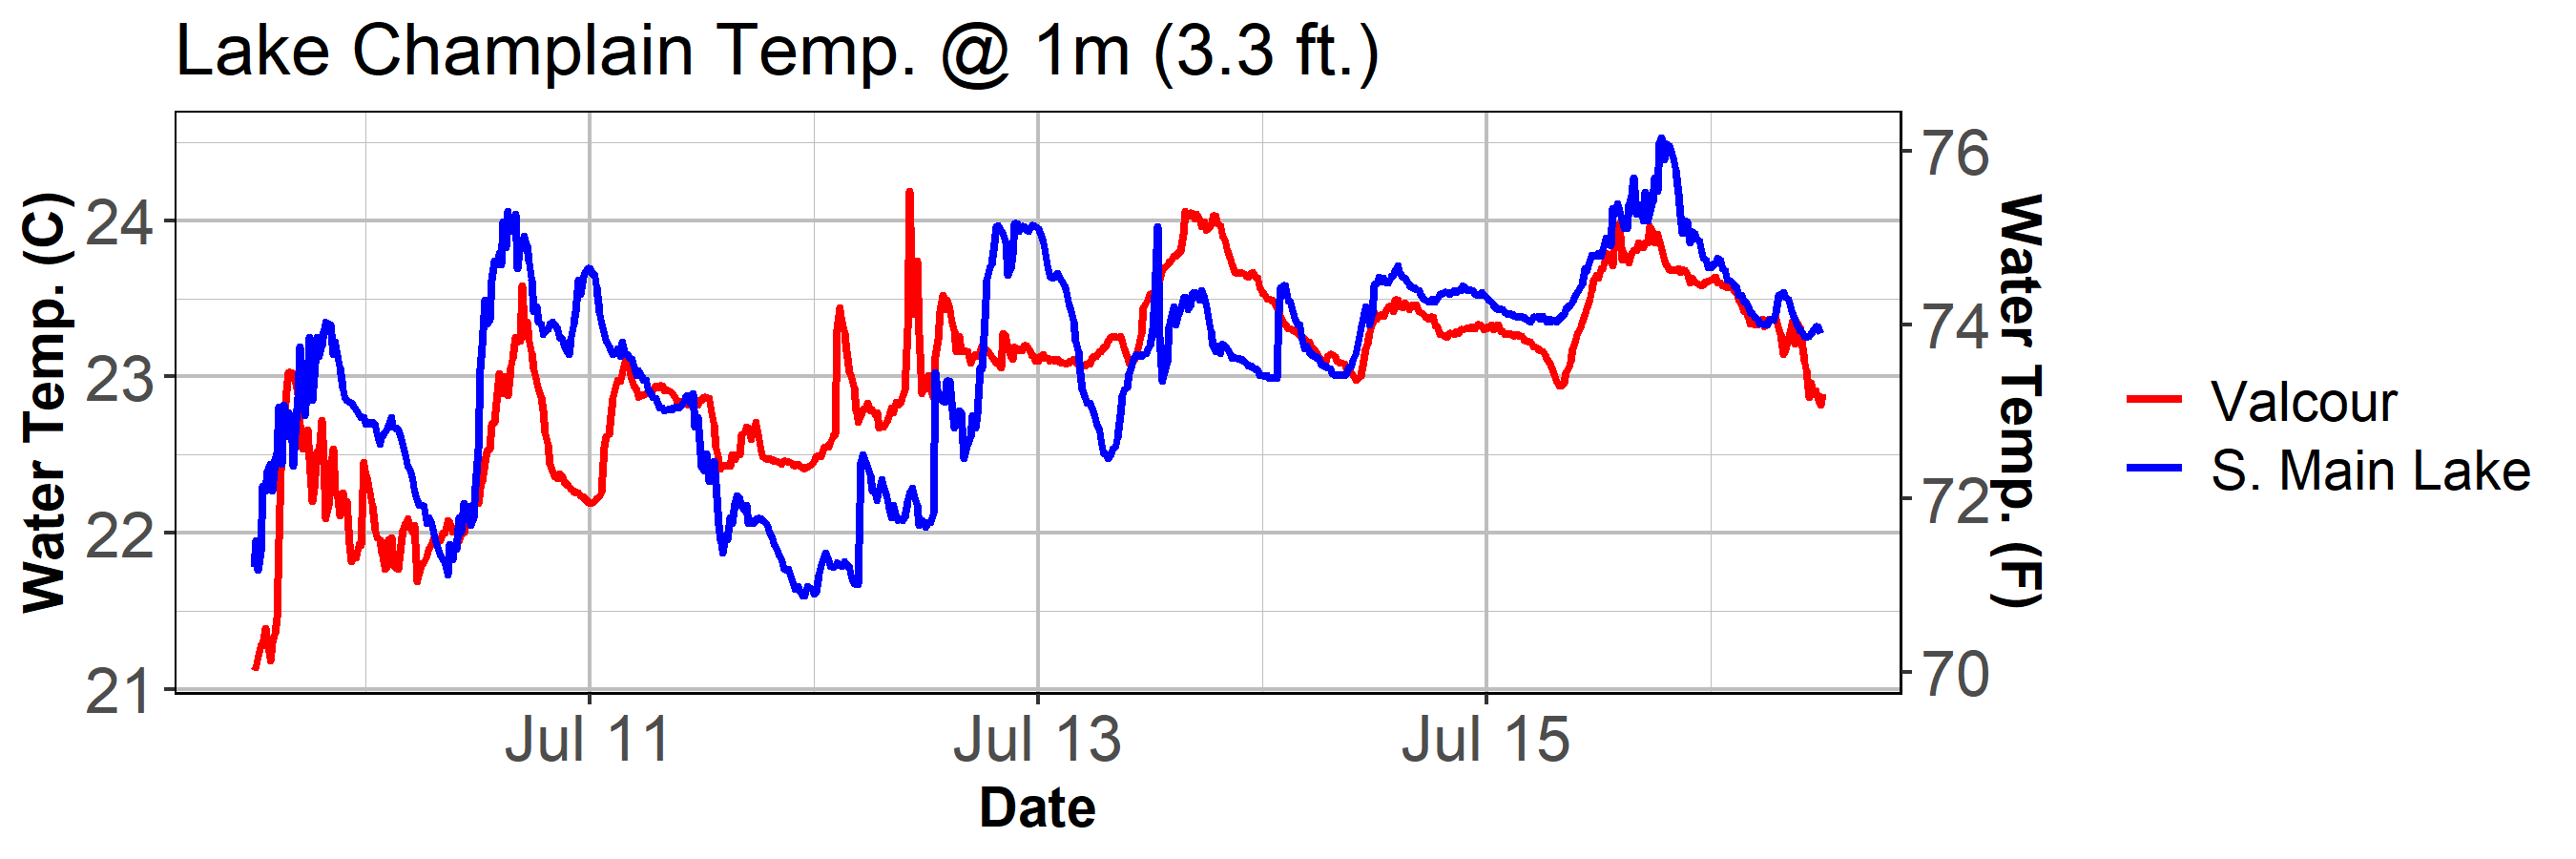 Lake Champlain Temp. @ 1m (3.3 ft.)
Water Temp. (C)
24
23
22
21
76
74
72
70
Water Temp. (F)
Jul 11
Jul 13
Jul 15
Date
Valcour
S. Main Lake